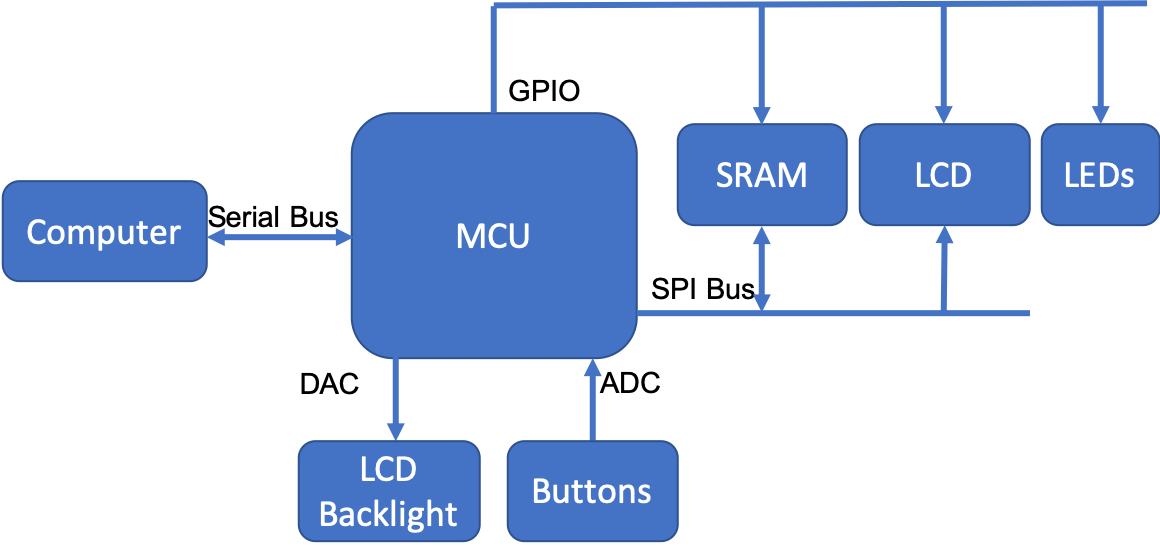 GPIO
SRAM
LCD
LEDs
Computer
Serial Bus
MCU
SPI Bus
DAC
ADC
LCD
Backlight
Buttons